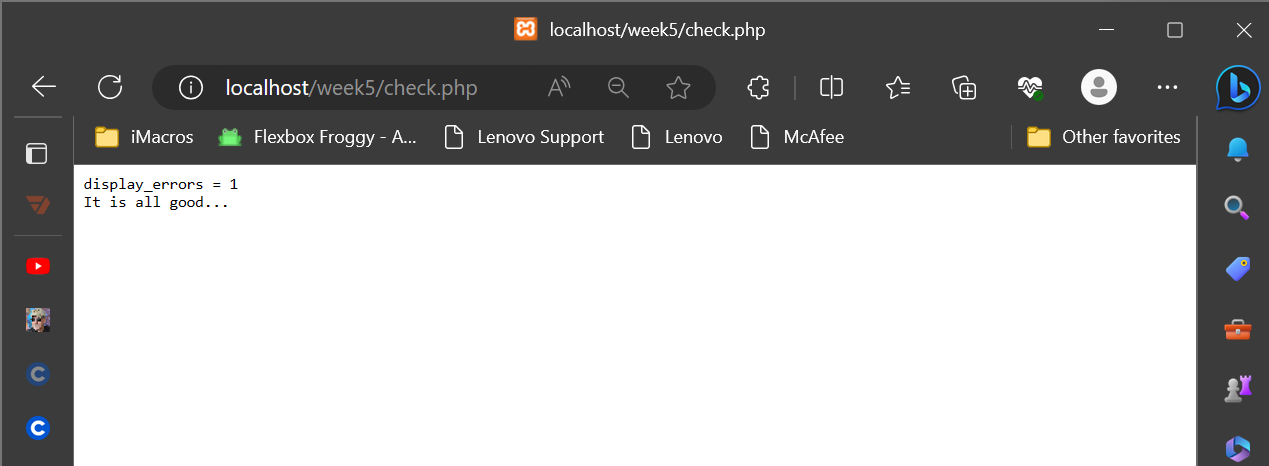 localhost/week5/check.php
localhost/week5/check.php
iMacros Flexbox Froggy - A... Lenovo Support Lenovo McAfee Other favorites
display_errors = 1
It is all good...